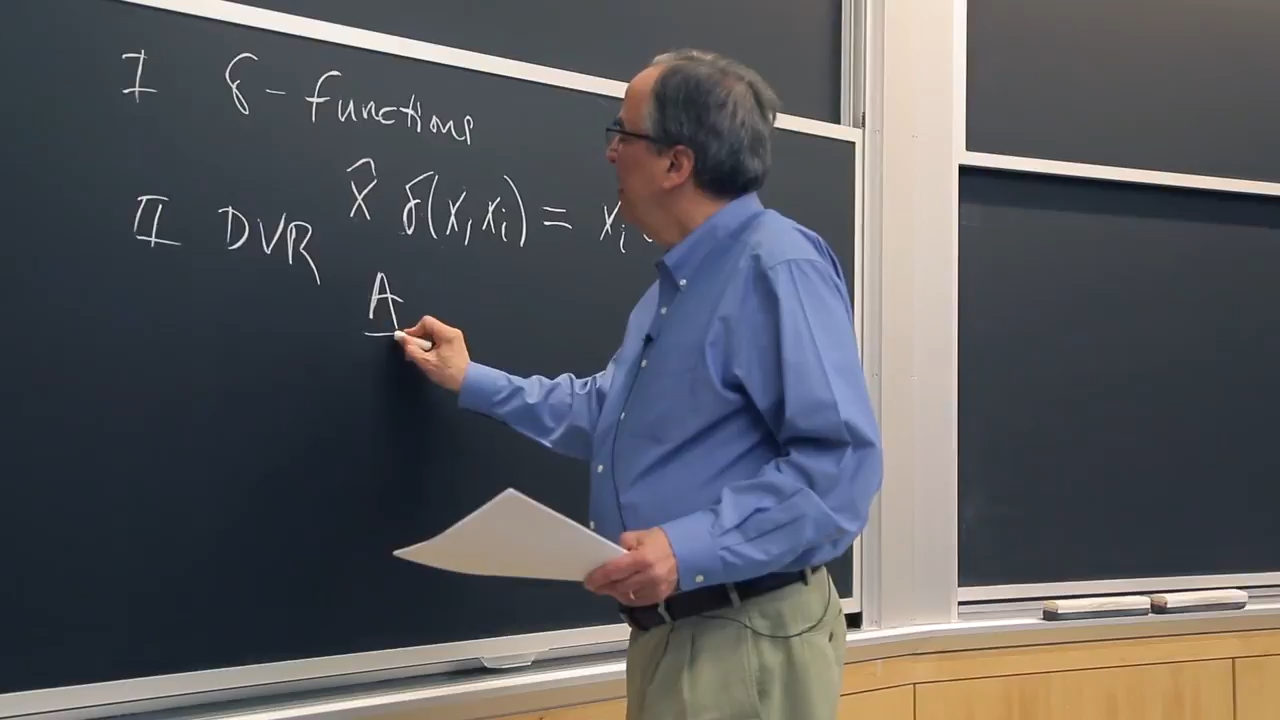 I δ-functions
x̂ δ(x, xᵢ) = xᵢ
II DVR
A